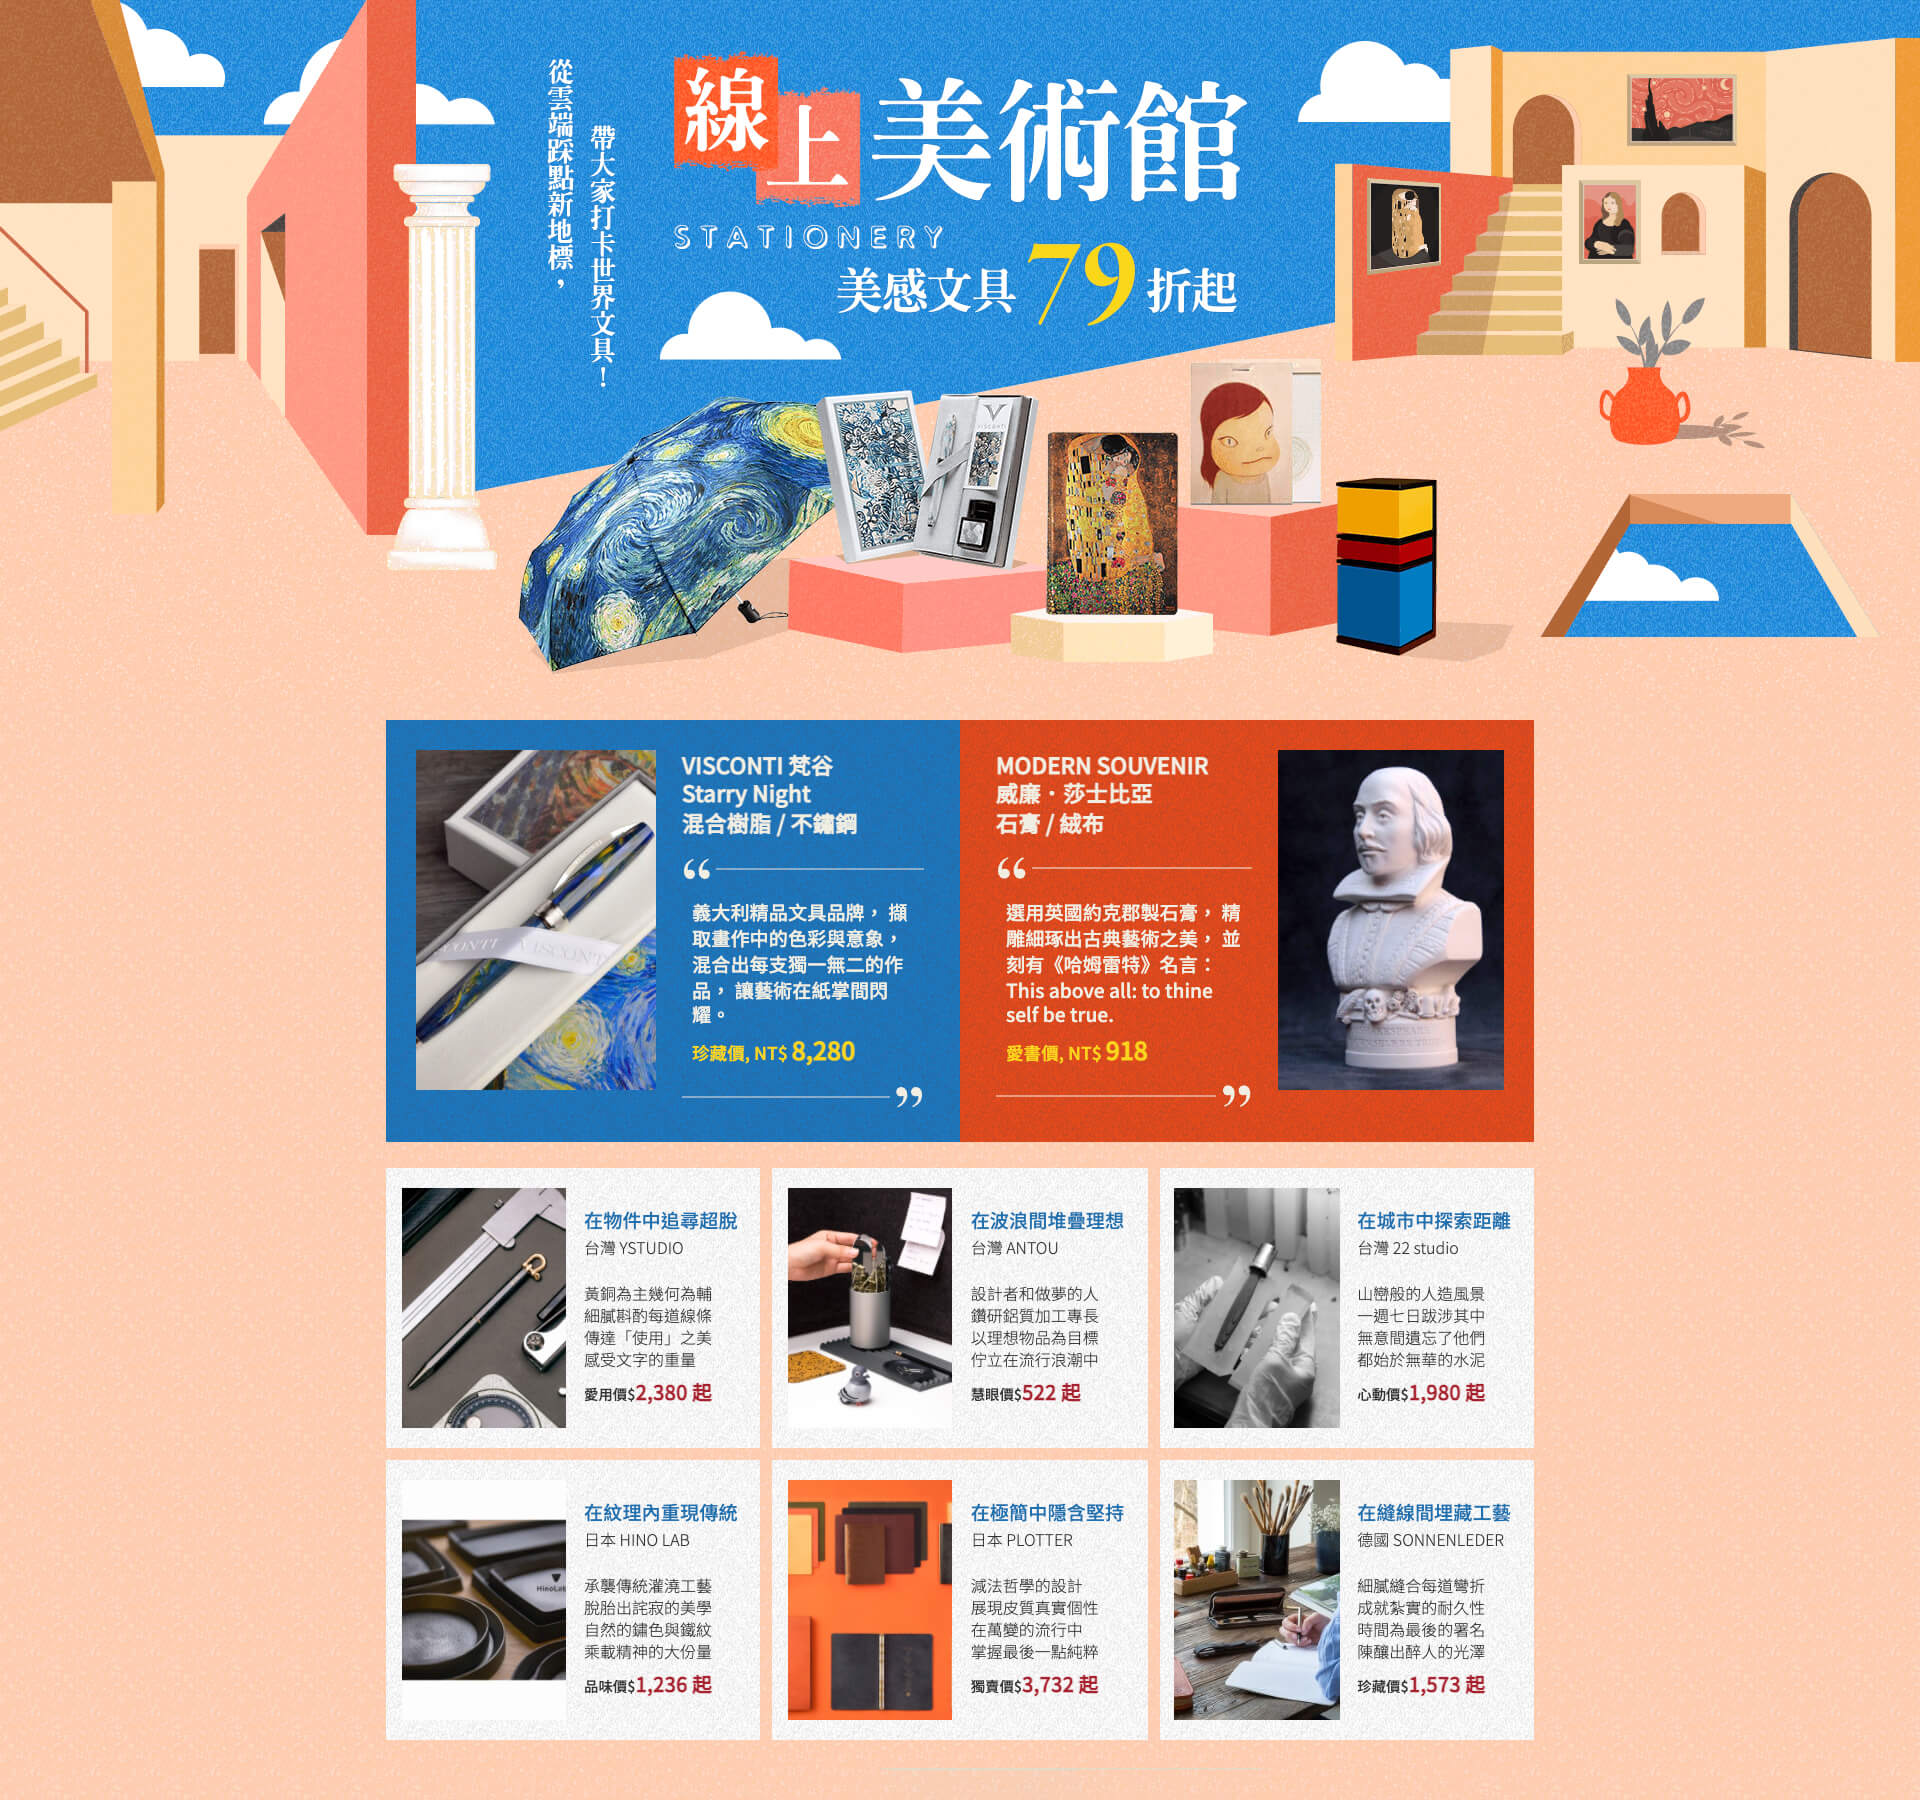 從雲端踩點新地標，
帶大家打卡世界文具！
線上美術館
STATIONERY
美感文具79折起
VISCONTI
VISCONTI 梵谷
Starry Night
混合樹脂 / 不鏽鋼
義大利精品文具品牌， 擷
取畫作中的色彩與意象，
混合出每支獨一無二的作
品， 讓藝術在紙掌間閃
耀。
珍藏價, NT$ 8,280
MODERN SOUVENIR
威廉．莎士比亞
石膏 / 絨布
選用英國約克郡製石膏， 精
雕細琢出古典藝術之美， 並
刻有《哈姆雷特》名言：
This above all: to thine
self be true.
愛書價, NT$ 918
在物件中追尋超脫
台灣 YSTUDIO
黃銅為主幾何為輔
細膩斟酌每道線條
傳達「使用」之美
感受文字的重量
愛用價$2,380 起
在波浪間堆疊理想
台灣 ANTOU
設計者和做夢的人
鑽研鋁質加工專長
以理想物品為目標
佇立在流行浪潮中
慧眼價$522 起
在城市中探索距離
台灣 22 studio
山巒般的人造風景
一週七日跋涉其中
無意間遺忘了他們
都始於無華的水泥
心動價$1,980 起
HinoLab
在紋理內重現傳統
日本 HINO LAB
承襲傳統灌澆工藝
脫胎出詫寂的美學
自然的鏽色與鐵紋
乘載精神的大份量
品味價$1,236 起
在極簡中隱含堅持
日本 PLOTTER
減法哲學的設計
展現皮質真實個性
在萬變的流行中
掌握最後一點純粹
獨賣價$3,732 起
在縫線間埋藏工藝
德國 SONNENLEDER
細膩縫合每道彎折
成就紮實的耐久性
時間為最後的署名
陳釀出醉人的光澤
珍藏價$1,573 起